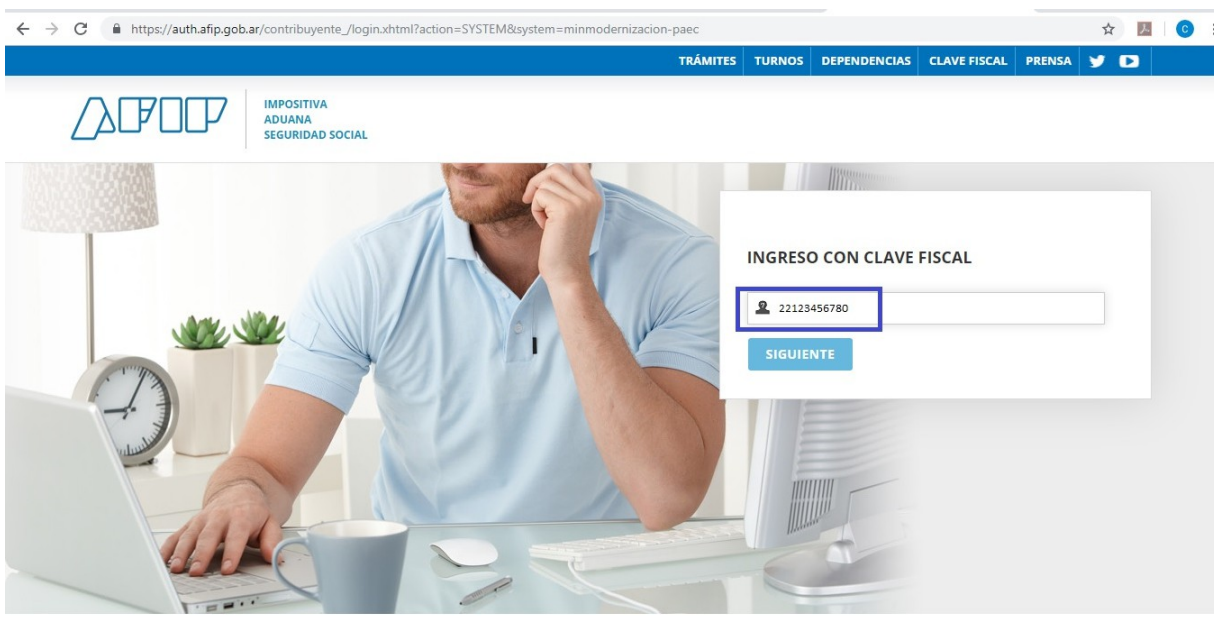 https://auth.afip.gob.ar/contribuyente_/login.xhtml?action=SYSTEM&system=minmodernizacion-paec
C
TRÁMITES TURNOS DEPENDENCIAS CLAVE FISCAL PRENSA
AFIP
IMPOSITIVA
ADUANA
SEGURIDAD SOCIAL
INGRESO CON CLAVE FISCAL
22123456780
SIGUIENTE